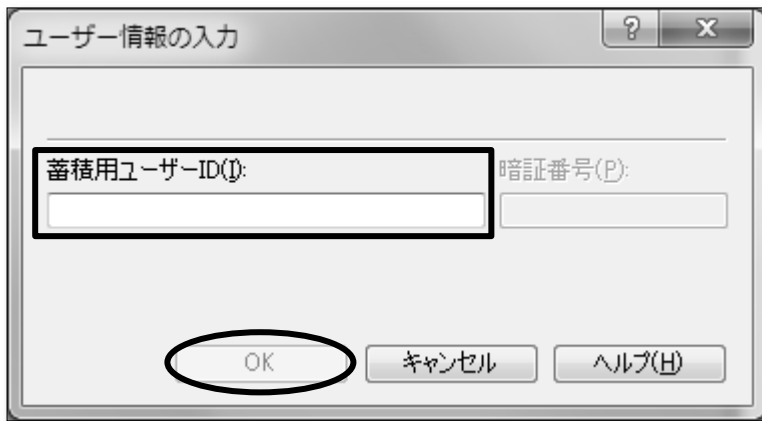 ユーザー情報の入力
蓄積用ユーザーID(I):
暗証番号(P):
OK
キャンセル
ヘルプ(H)